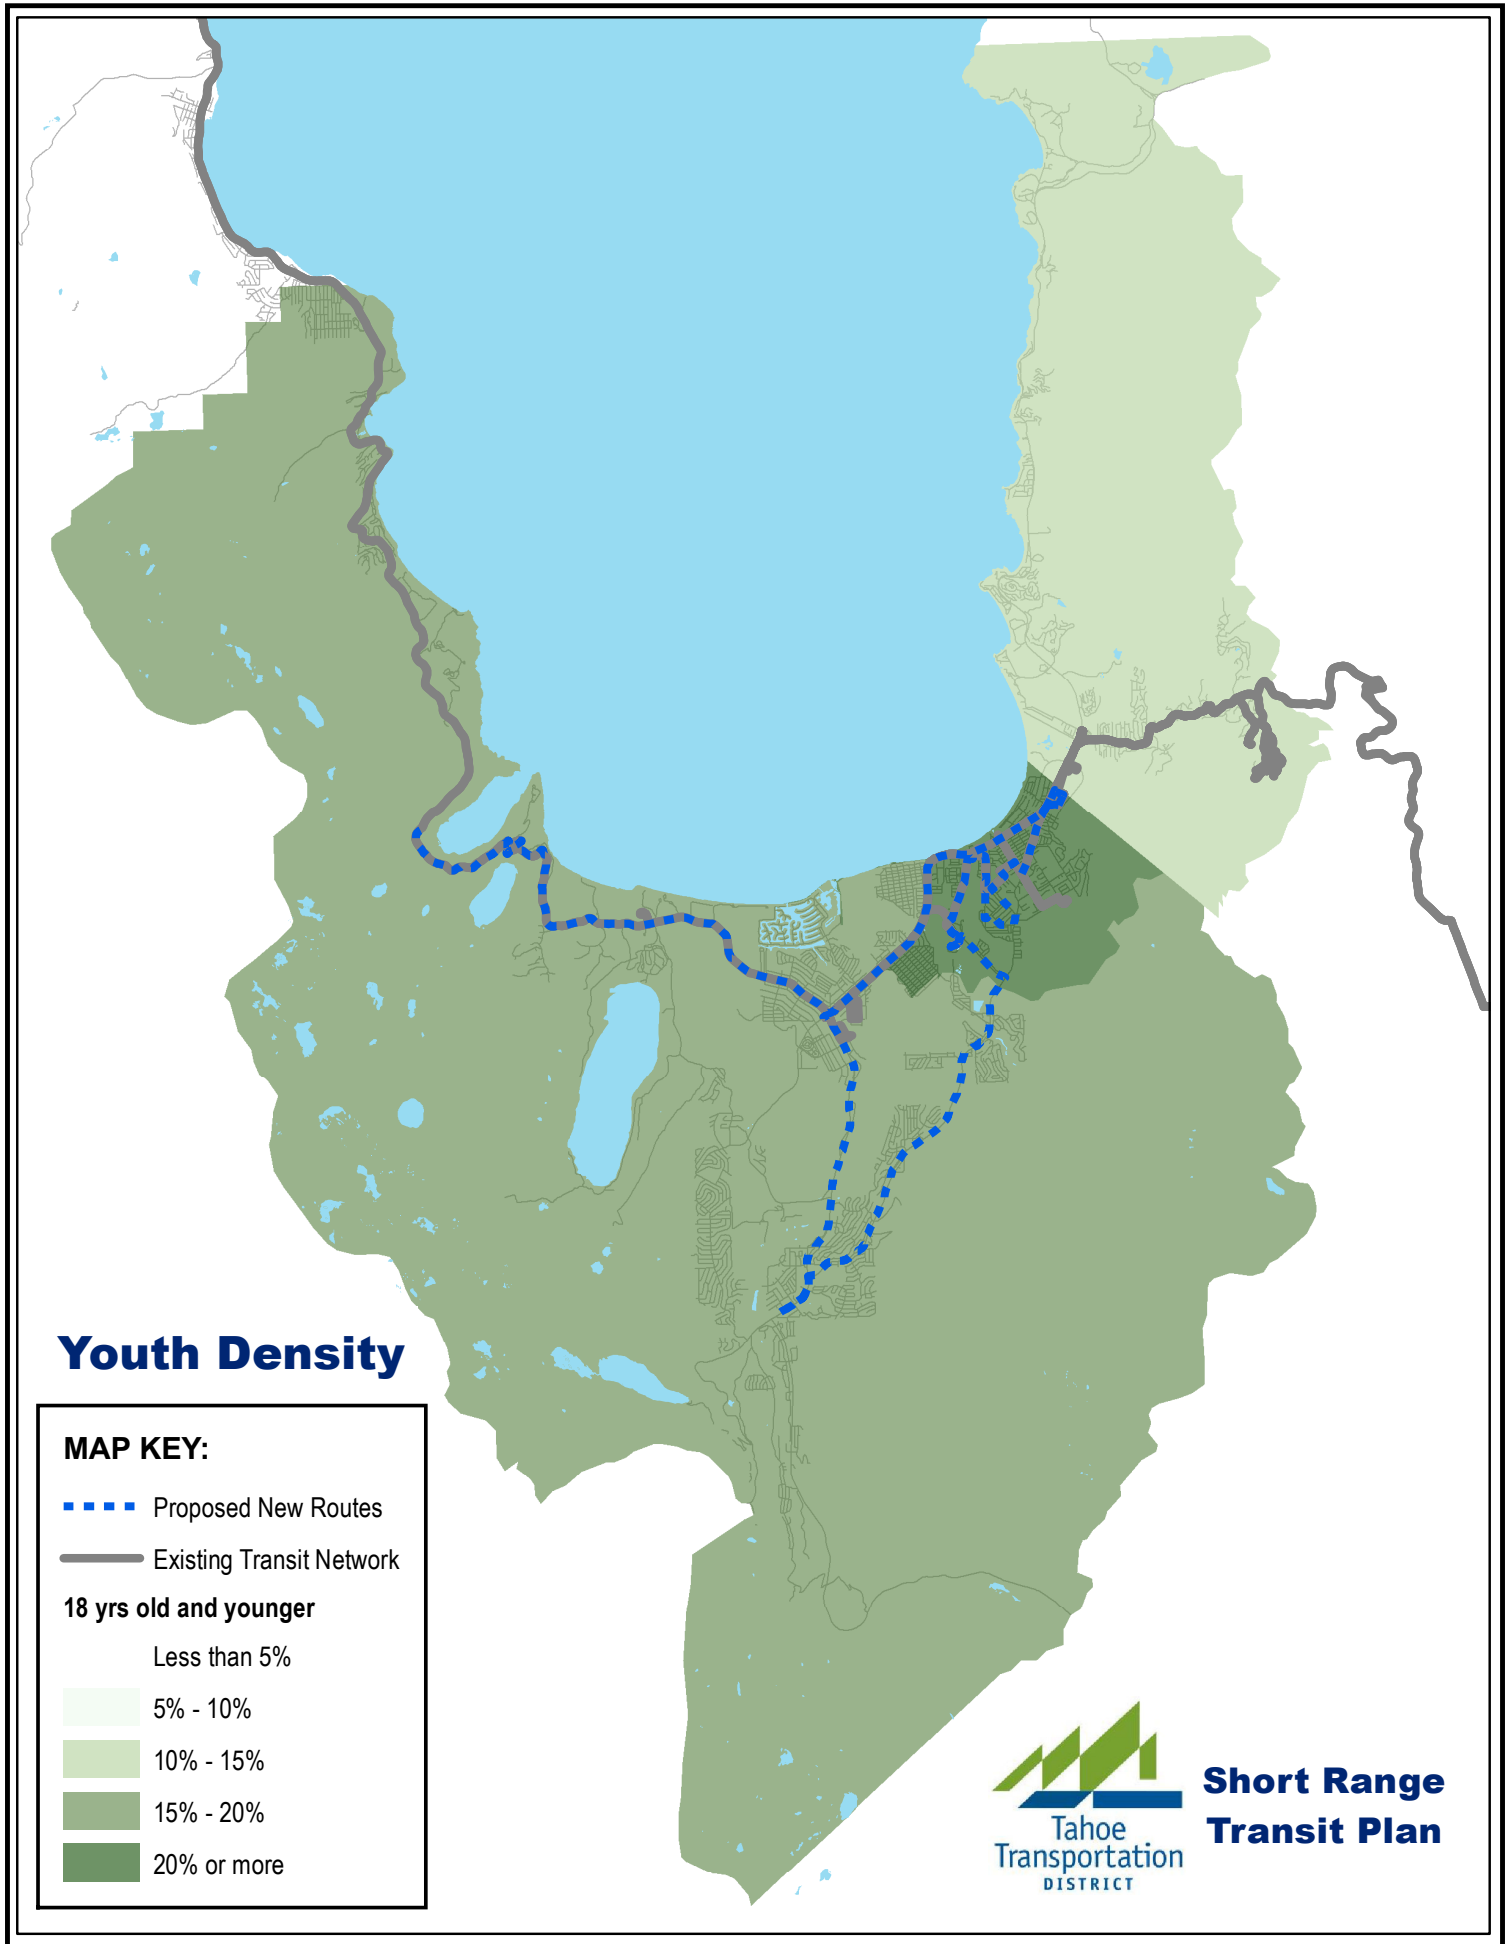 Youth Density
MAP KEY:
Proposed New Routes
Existing Transit Network
18 yrs old and younger
Less than 5%
5% - 10%
10% - 15%
15% - 20%
20% or more
Tahoe
Transportation
DISTRICT
Short Range
Transit Plan